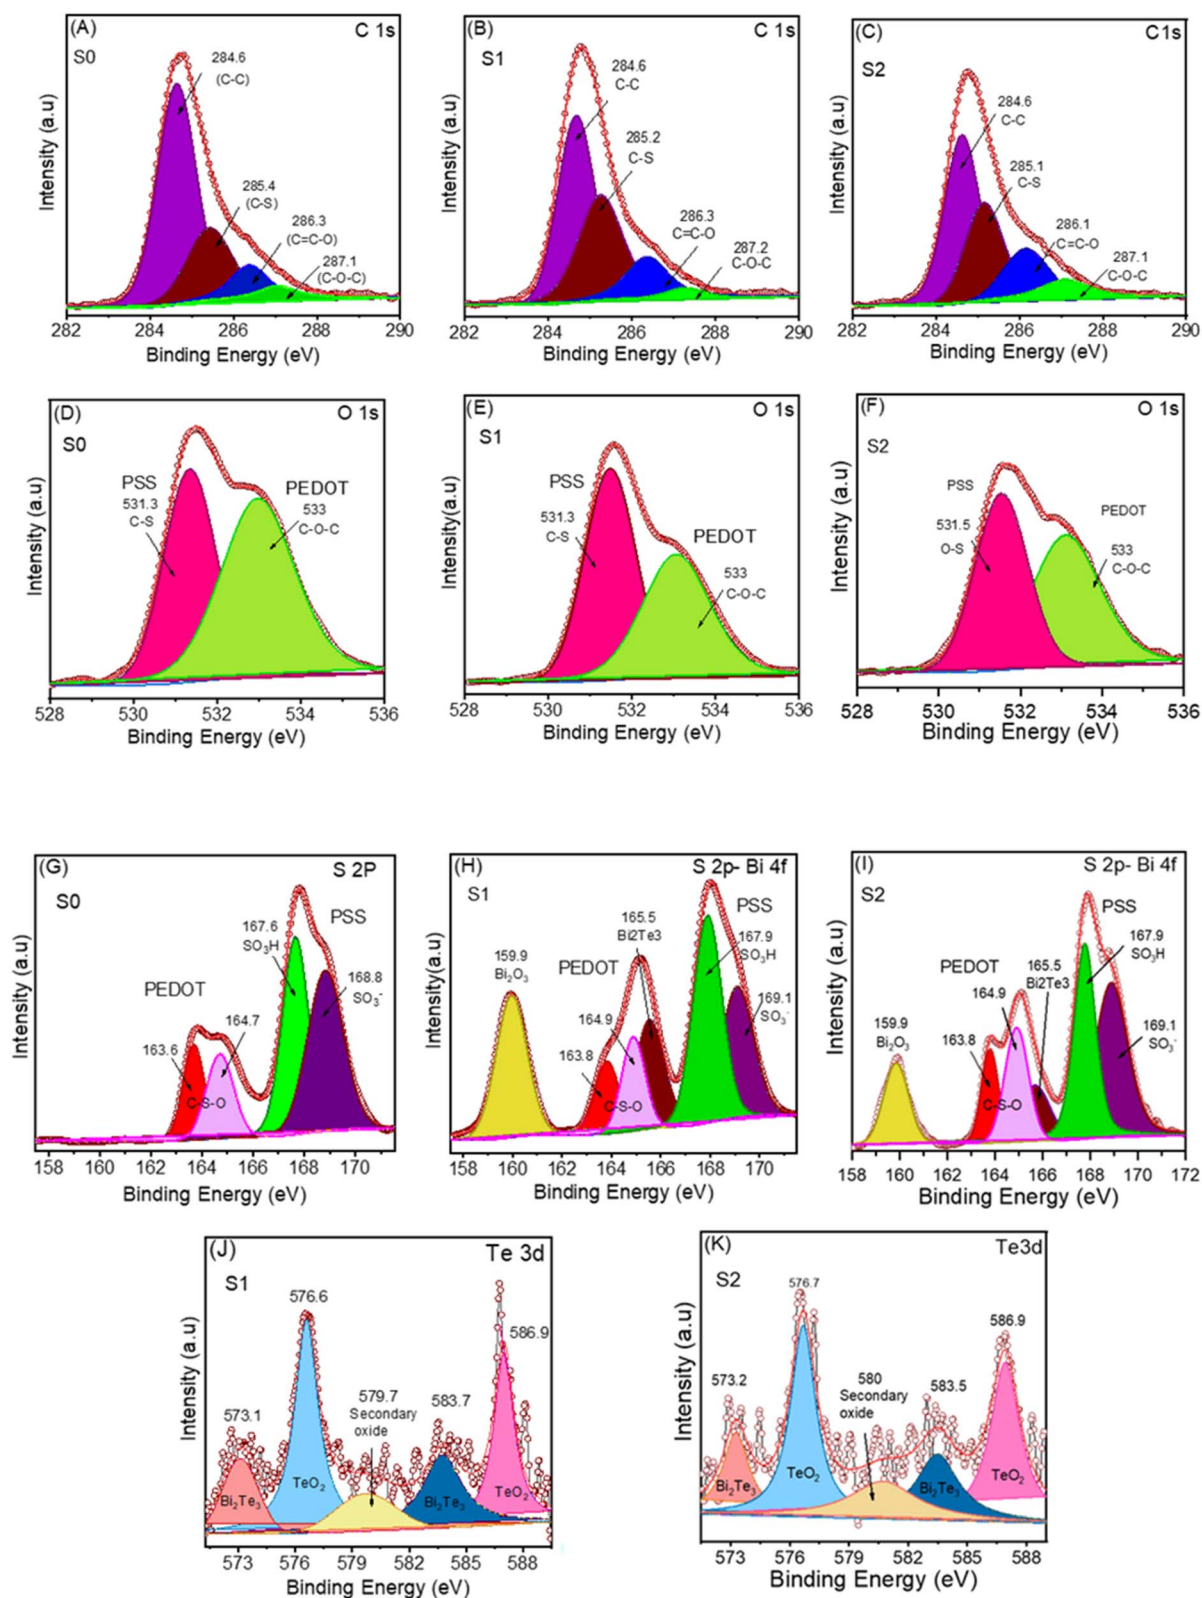 (A)
C 1s
S0
284.6
(C-C)
285.4
(C-S)
286.3
(C=C-O)
287.1
(C-O-C)
Intensity (a.u)
282 284 286 288 290
Binding Energy (eV)
(B)
C 1s
S1
284.6
C-C
285.2
C-S
286.3
C=C-O
287.2
C-O-C
Intensity (a.u)
282 284 286 288 290
Binding Energy (eV)
(C)
C1s
S2
284.6
C-C
285.1
C-S
286.1
C=C-O
287.1
C-O-C
Intensity (a.u)
282 284 286 288 290
Binding Energy (eV)
(D)
O 1s
S0
PSS
531.3
C-S
PEDOT
533
C-O-C
Intensity (a.u)
528 530 532 534 536
Binding Energy (eV)
(E)
O 1s
S1
PSS
531.3
C-S
PEDOT
533
C-O-C
Intensity(a.u)
528 530 532 534 536
Binding Energy (eV)
(F)
O 1s
S2
PSS
531.5
O-S
PEDOT
533
C-O-C
Intensity (a.u)
528 530 532 534 536
Binding Energy (eV)
(G)
S 2P
S0
167.6
SO₃H
PSS
168.8
SO₃⁻
PEDOT
164.7
163.6
C-S-O
Intensity (a.u)
158 160 162 164 166 168 170
Binding Energy (eV)
(H)
S 2p- Bi 4f
S1
165.5
Bi2Te3
PSS
167.9
SO₃H
159.9
Bi₂O₃
PEDOT
164.9
169.1
SO₃⁻
163.8
C-S-O
Intensity(a.u)
158 160 162 164 166 168 170
Binding Energy (eV)
(I)
S 2p- Bi 4f
S2
PSS
167.9
SO₃H
PEDOT
165.5
Bi2Te3
164.9
159.9
Bi₂O₃
163.8
169.1
SO₃⁻
C-S-O
Intensity (a.u)
158 160 162 164 166 168 170 172
Binding Energy (eV)
(J)
Te 3d
S1
576.6
586.9
579.7
Secondary
oxide
583.7
573.1
Bi₂Te₃
TeO₂
Bi₂Te₃
TeO₂
Intensity (a.u)
573 576 579 582 585 588
Binding Energy (eV)
(K)
Te3d
S2
576.7
586.9
573.2
580
Secondary
oxide
583.5
Bi₂Te₃
TeO₂
Bi₂Te₃
TeO₂
Intensity (a.u)
573 576 579 582 585 588
Binding Energy (eV)